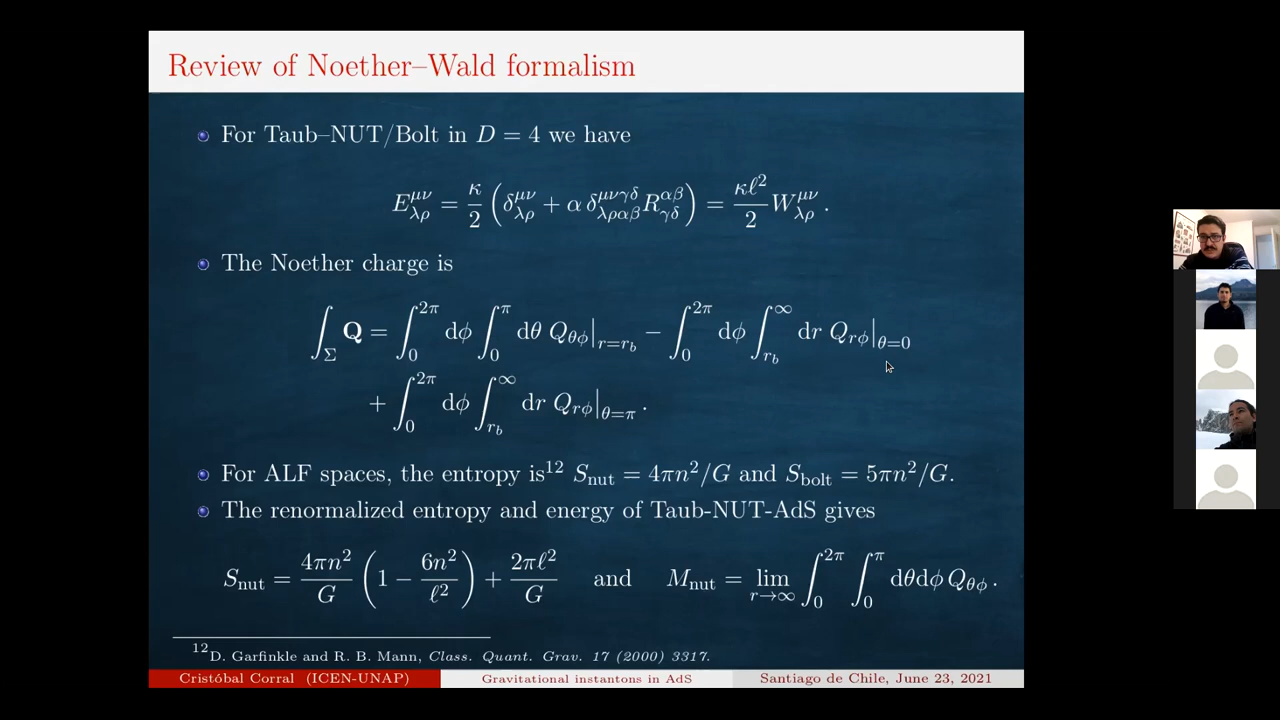 Review of Noether–Wald formalism
For Taub–NUT/Bolt in D = 4 we have
E^{μν}_{λρ} = κ/2 (δ^{μν}_{λρ} + α δ^{μνγδ}_{λραβ} R^{αβ}_{γδ}) = κℓ²/2 W^{μν}_{λρ} .
The Noether charge is
∫_Σ Q = ∫_0^{2π} dϕ ∫_0^π dθ Q_{θϕ}|_{r=r_b} − ∫_0^{2π} dϕ ∫_{r_b}^∞ dr Q_{rϕ}|_{θ=0}
+ ∫_0^{2π} dϕ ∫_{r_b}^∞ dr Q_{rϕ}|_{θ=π} .
For ALF spaces, the entropy is¹² S_nut = 4πn²/G and S_bolt = 5πn²/G.
The renormalized entropy and energy of Taub-NUT-AdS gives
S_nut = 4πn²/G (1 − 6n²/ℓ²) + 2πℓ²/G and M_nut = lim_{r→∞} ∫_0^{2π} ∫_0^π dθdϕ Q_{θϕ} .
¹²D. Garfinkle and R. B. Mann, Class. Quant. Grav. 17 (2000) 3317.
Cristóbal Corral (ICEN-UNAP) Gravitational instantons in AdS Santiago de Chile, June 23, 2021